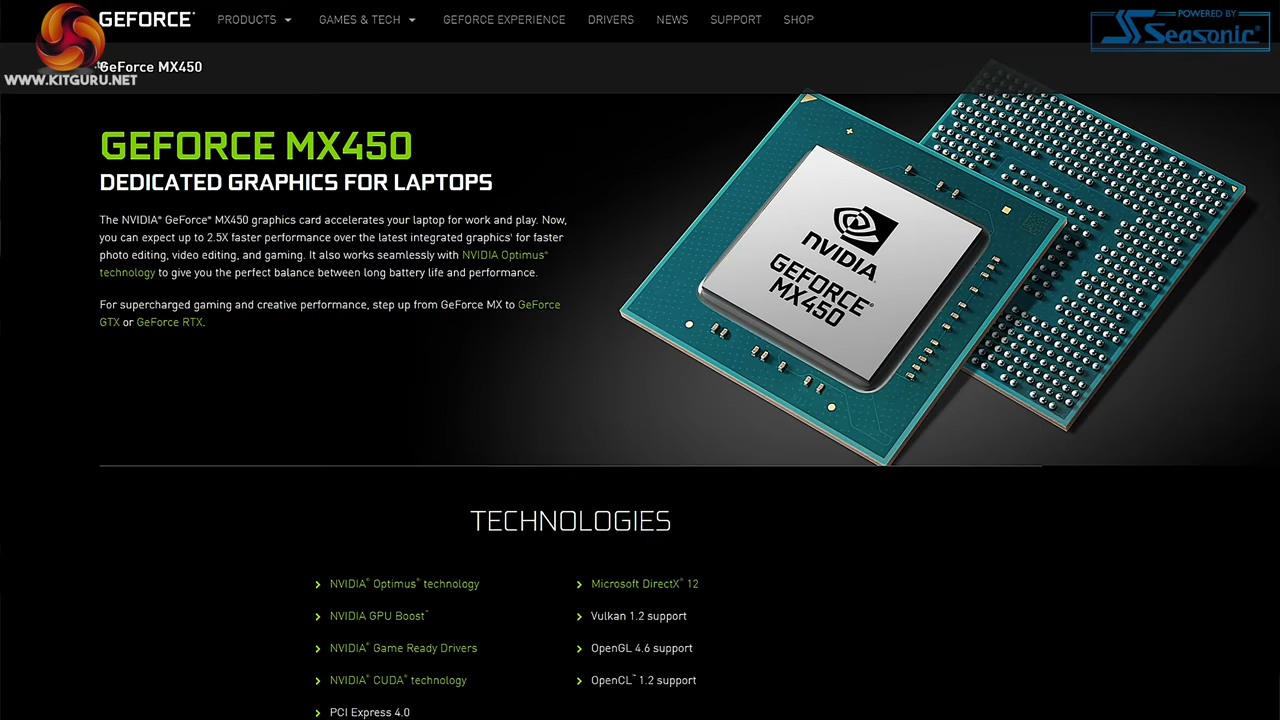 GEFORCE
PRODUCTS GAMES & TECH GEFORCE EXPERIENCE DRIVERS NEWS SUPPORT SHOP
POWERED BY
Seasonic®
GeForce MX450
WWW.KITGURU.NET
GEFORCE MX450
DEDICATED GRAPHICS FOR LAPTOPS
The NVIDIA® GeForce® MX450 graphics card accelerates your laptop for work and play. Now,
you can expect up to 2.5X faster performance over the latest integrated graphics¹ for faster
photo editing, video editing, and gaming. It also works seamlessly with NVIDIA Optimus®
technology to give you the perfect balance between long battery life and performance.
For supercharged gaming and creative performance, step up from GeForce MX to GeForce
GTX or GeForce RTX.
NVIDIA.
GEFORCE®
MX450
TECHNOLOGIES
NVIDIA® Optimus® technology
NVIDIA GPU Boost™
NVIDIA® Game Ready Drivers
NVIDIA® CUDA® technology
PCI Express 4.0
Microsoft DirectX® 12
Vulkan 1.2 support
OpenGL 4.6 support
OpenCL™ 1.2 support